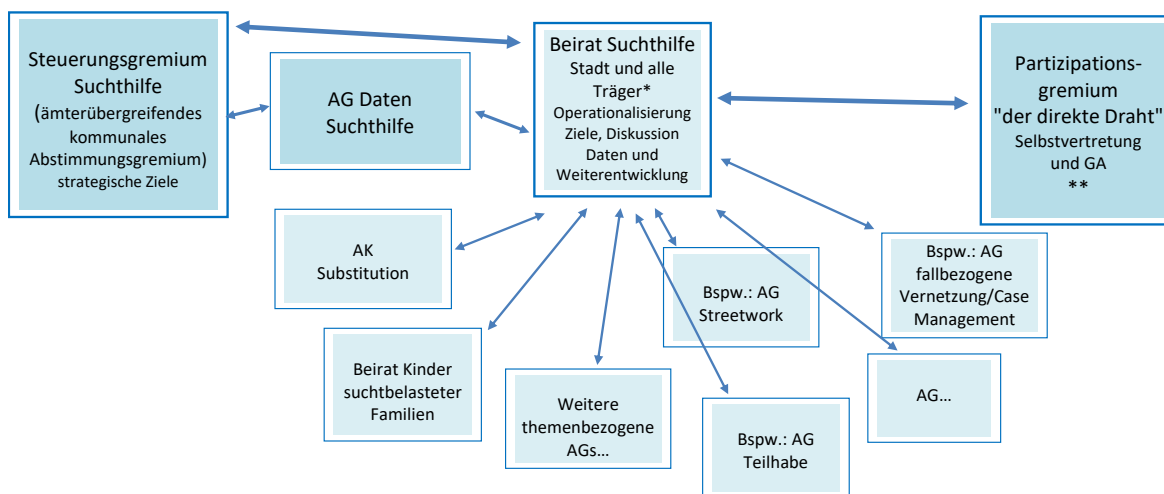 Steuerungsgremium
Suchthilfe
(ämterübergreifendes
kommunales
Abstimmungsgremium)
strategische Ziele
AG Daten
Suchthilfe
Beirat Suchthilfe
Stadt und alle
Träger*
Operationalisierung
Ziele, Diskussion
Daten und
Weiterentwicklung
Partizipations-
gremium
"der direkte Draht"
Selbstvertretung
und GA
**
AK
Substitution
Beirat Kinder
suchtbelasteter
Familien
Weitere
themenbezogene
AGs...
Bspw.: AG
Streetwork
Bspw.: AG
Teilhabe
Bspw.: AG
fallbezogene
Vernetzung/Case
Management
AG...